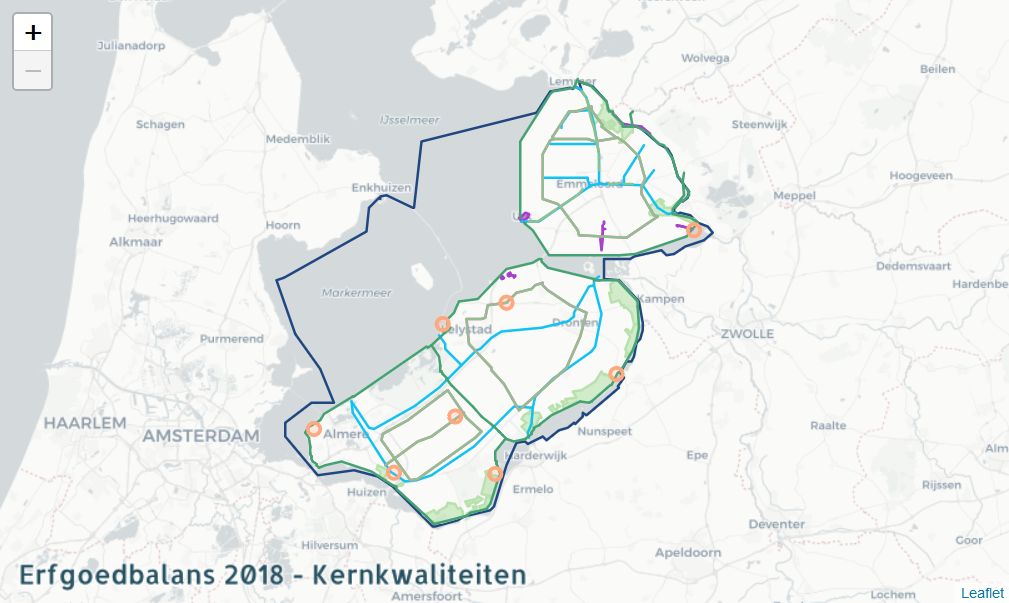 +
Julianadorp
Wolvega
Beilen
Lemmer
IJsselmeer
Schagen
Medemblik
Steenwijk
Hoogeveen
Enkhuizen
Emmeloord
Meppel
Heerhugowaard
Hoorn
Alkmaar
Dedemsvaart
Hardenbe
Markermeer
Kampen
Purmerend
Lelystad
Dronten
ZWOLLE
HAARLEM
AMSTERDAM
Almere
Nunspeet
Raalte
Harderwijk
Epe
Alm
Huizen
Ermelo
Rijssen
Deventer
Hilversum
Apeldoorn
Goor
Erfgoedbalans 2018 - Kernkwaliteiten
Amersfoort
Lochem
Leaflet